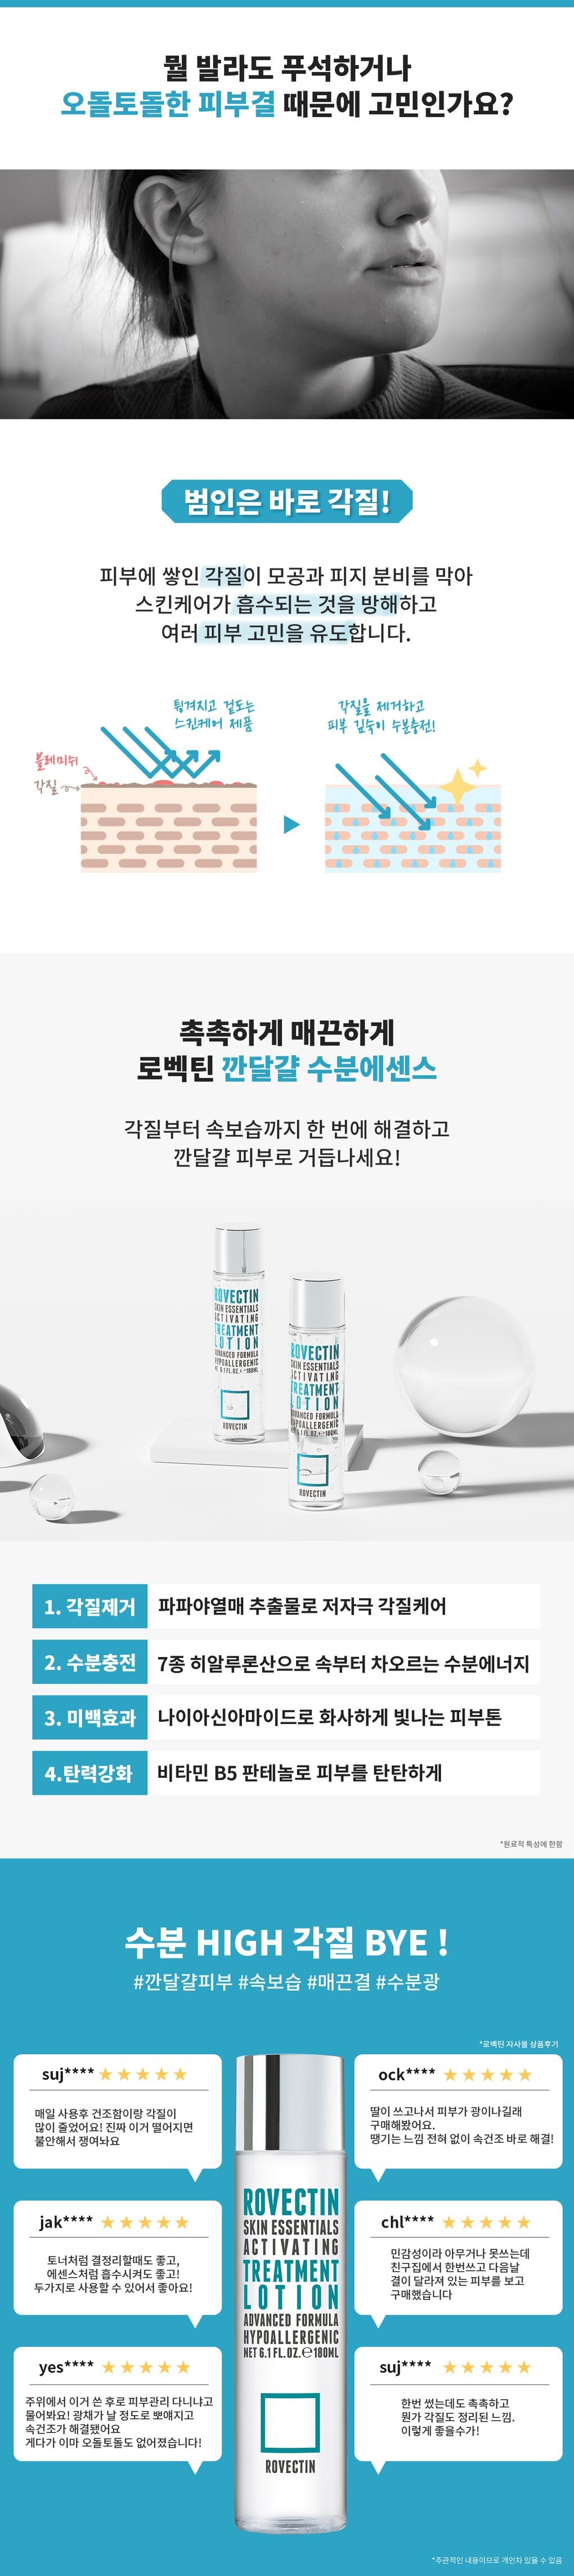 뭘 발라도 푸석하거나
오돌토돌한 피부결 때문에 고민인가요?
범인은 바로 각질!
피부에 쌓인 각질이 모공과 피지 분비를 막아
스킨케어가 흡수되는 것을 방해하고
여러 피부 고민을 유도합니다.
튕겨지고 겉도는
스킨케어 제품
블레미쉬
각질
각질을 제거하고
피부 깊숙이 수분충전!
촉촉하게 매끈하게
로벡틴 깐달걀 수분에센스
각질부터 속보습까지 한 번에 해결하고
깐달걀 피부로 거듭나세요!
ROVECTIN
SKIN ESSENTIALS
ACTIVATING
TREATMENT
LOTION
ADVANCED FORMULA
HYPOALLERGENIC
ROVECTIN
ROVECTIN
SKIN ESSENTIALS
ACTIVATING
TREATMENT
LOTION
ADVANCED FORMULA
HYPOALLERGENIC
ROVECTIN
1. 각질제거 파파야열매 추출물로 저자극 각질케어
2. 수분충전 7종 히알루론산으로 속부터 차오르는 수분에너지
3. 미백효과 나이아신아마이드로 화사하게 빛나는 피부톤
4.탄력강화 비타민 B5 판테놀로 피부를 탄탄하게
*원료적 특성에 한함
수분 HIGH 각질 BYE !
#깐달걀피부 #속보습 #매끈결 #수분광
*로벡틴 자사몰 상품후기
suj**** ★ ★ ★ ★ ★
매일 사용후 건조함이랑 각질이
많이 줄었어요! 진짜 이거 떨어지면
불안해서 쟁여놔요
ock**** ★ ★ ★ ★ ★
딸이 쓰고나서 피부가 광이나길래
구매해봤어요.
땡기는 느낌 전혀 없이 속건조 바로 해결!
jak**** ★ ★ ★ ★ ★
토너처럼 결정리할때도 좋고,
에센스처럼 흡수시켜도 좋고!
두가지로 사용할 수 있어서 좋아요!
chl**** ★ ★ ★ ★ ★
민감성이라 아무거나 못쓰는데
친구집에서 한번쓰고 다음날
결이 달라져 있는 피부를 보고
구매했습니다
yes**** ★ ★ ★ ★ ★
주위에서 이거 쓴 후로 피부관리 다니냐고
물어봐요! 광채가 날 정도로 뽀얘지고
속건조가 해결됐어요
게다가 이마 오돌토돌도 없어졌습니다!
suj**** ★ ★ ★ ★ ★
한번 썼는데도 촉촉하고
뭔가 각질도 정리된 느낌.
이렇게 좋을수가!
ROVECTIN
SKIN ESSENTIALS
ACTIVATING
TREATMENT
LOTION
ADVANCED FORMULA
HYPOALLERGENIC
NET 6.1 FL.OZ.℮180ML
ROVECTIN
*주관적인 내용이므로 개인차 있을 수 있음